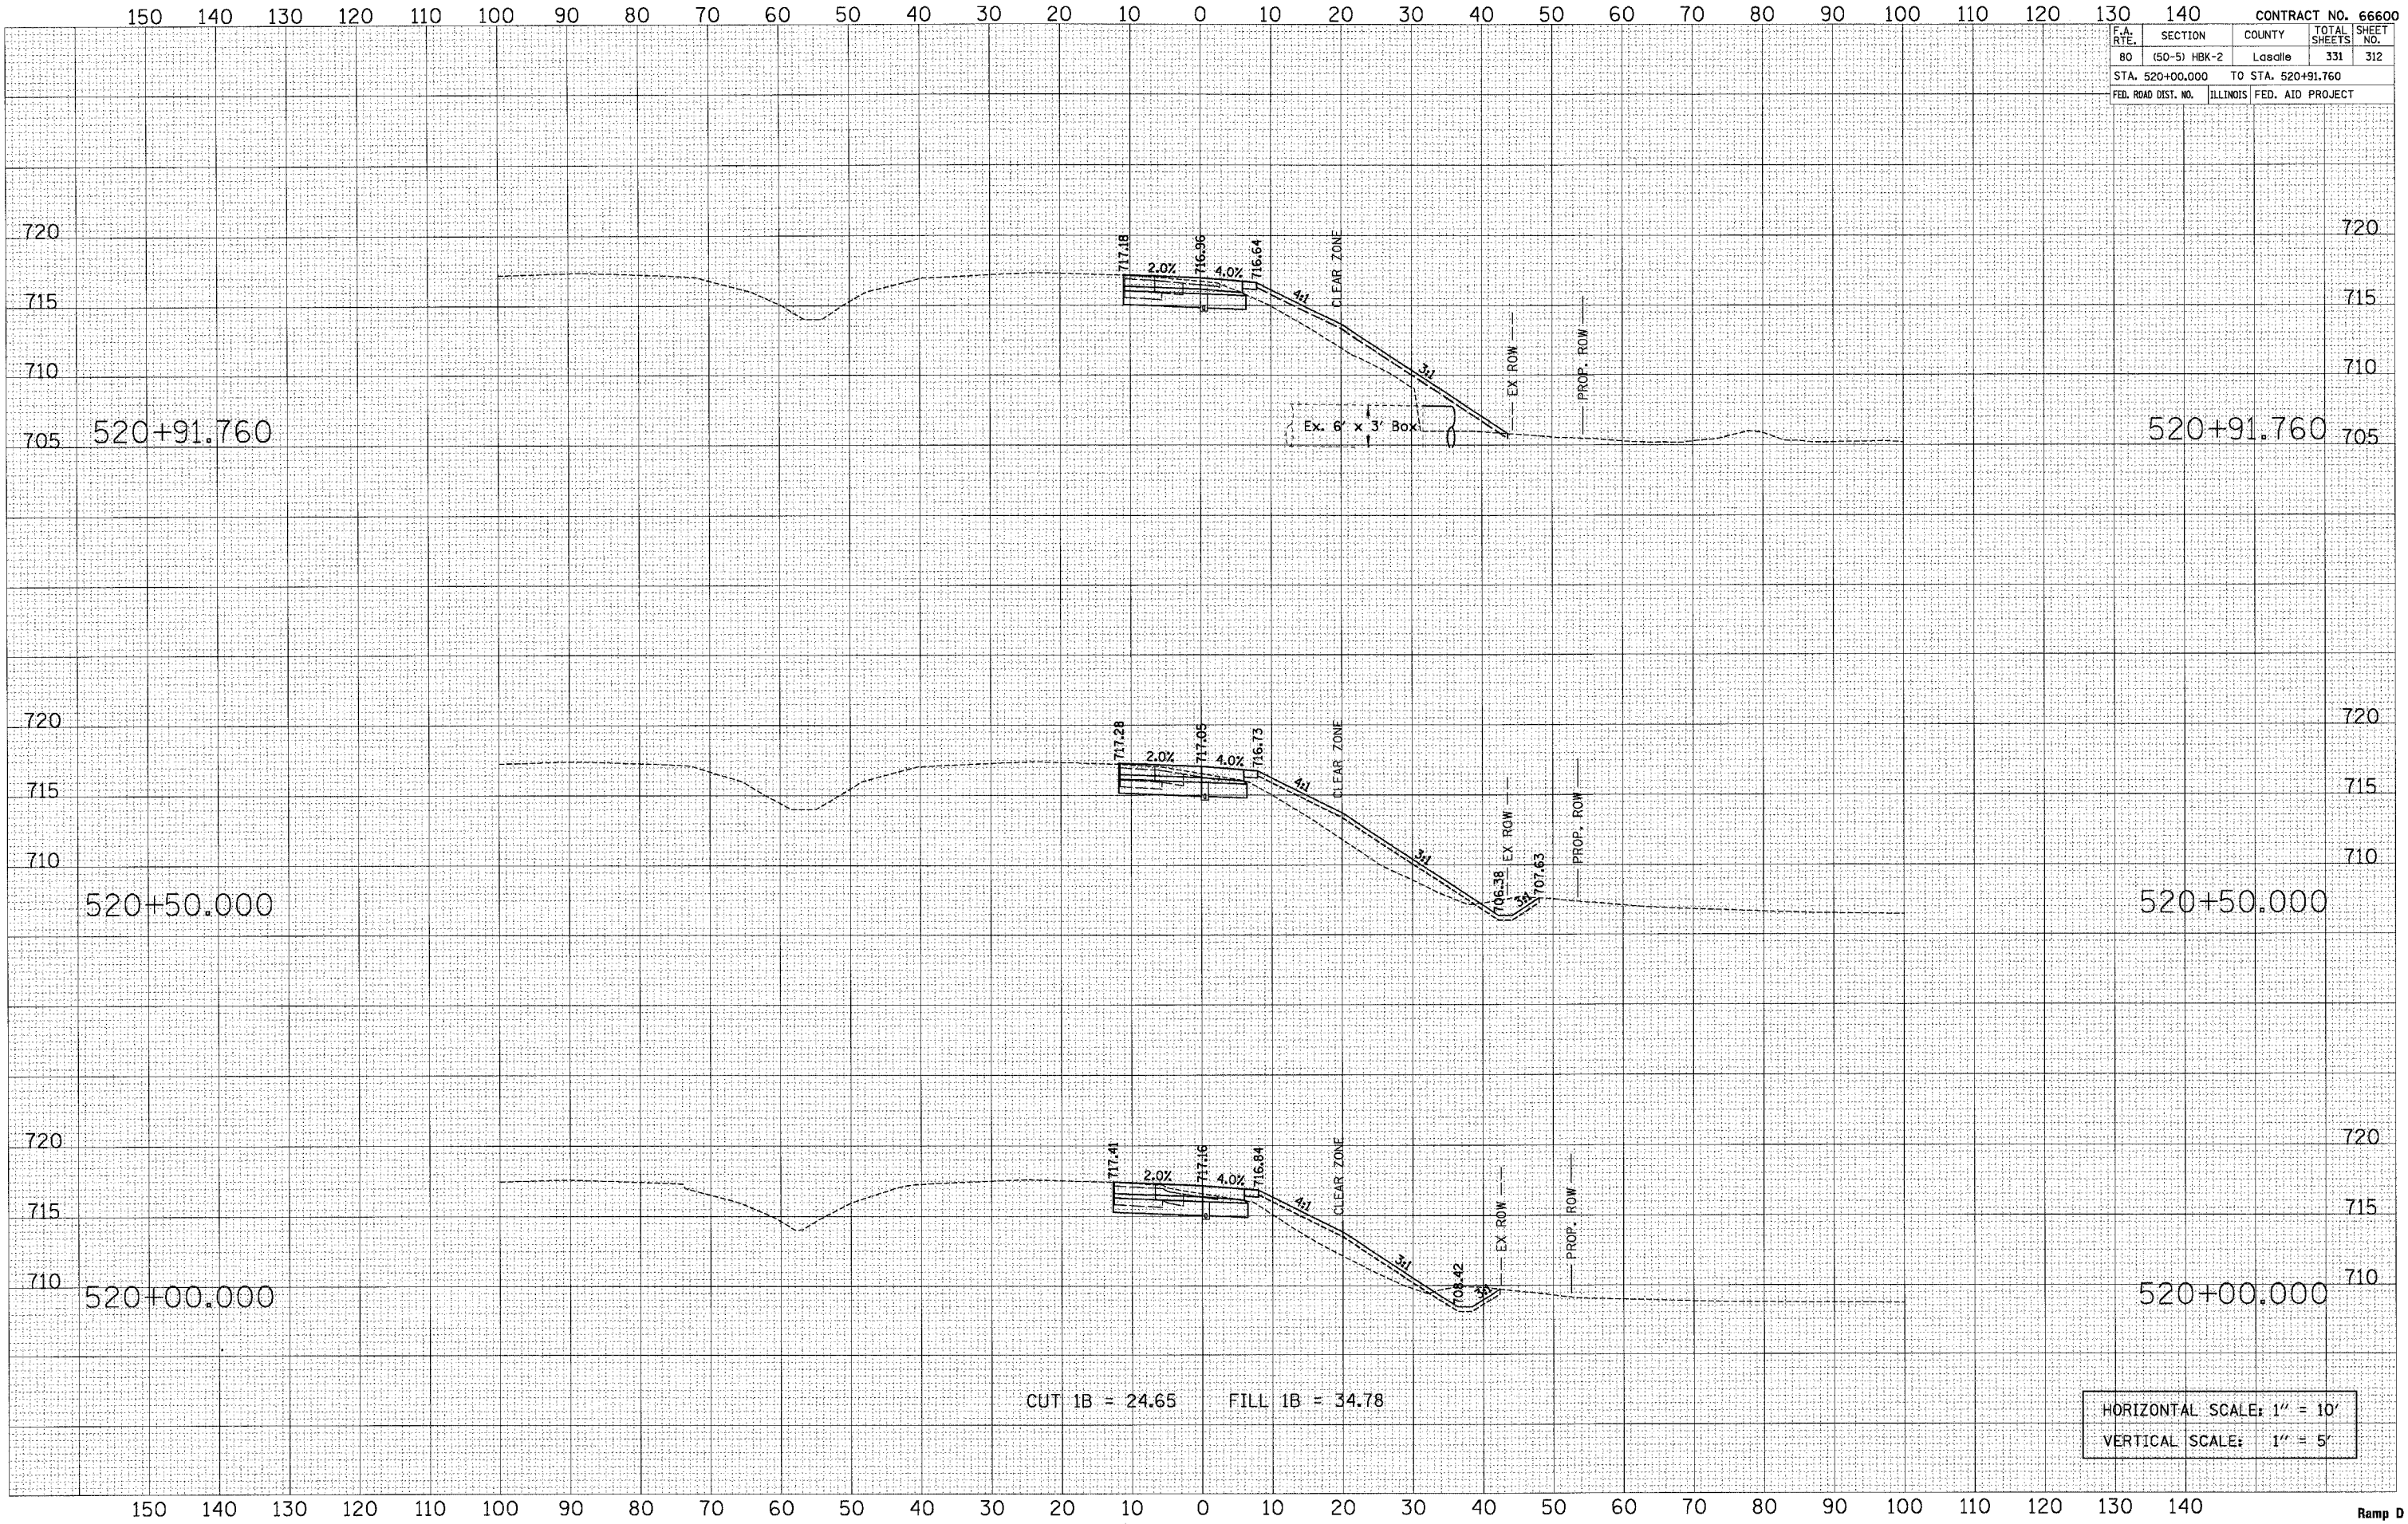 150 140 130 120 110 100 90 80 70 60 50 40 30 20 10 0 10 20 30 40 50 60 70 80 90 100 110 120 130 140
CONTRACT NO. 66600
F.A. RTE. SECTION COUNTY TOTAL SHEETS SHEET NO.
80 (50-5) HBK-2 Lasalle 331 312
STA. 520+00.000 TO STA. 520+91.760
FED. ROAD DIST. NO. ILLINOIS FED. AID PROJECT
720 720
717.18 2.0% 716.96 4.0% 716.64 CLEAR ZONE
715 4:1 715
710 3:1 EX ROW PROP. ROW 710
520+91.760 Ex. 6' x 3' Box 520+91.760
705 705
720 720
717.28 2.0% 717.05 4.0% 716.73 CLEAR ZONE
715 4:1 715
710 3:1 706.38 EX ROW 3:1 707.63 PROP. ROW 710
520+50.000 520+50.000
720 720
717.41 2.0% 717.16 4.0% 716.84 CLEAR ZONE
715 4:1 715
710 3:1 708.42 3:1 EX ROW PROP. ROW 710
520+00.000 520+00.000
CUT 1B = 24.65 FILL 1B = 34.78
HORIZONTAL SCALE: 1" = 10'
VERTICAL SCALE: 1" = 5'
150 140 130 120 110 100 90 80 70 60 50 40 30 20 10 0 10 20 30 40 50 60 70 80 90 100 110 120 130 140
Ramp D